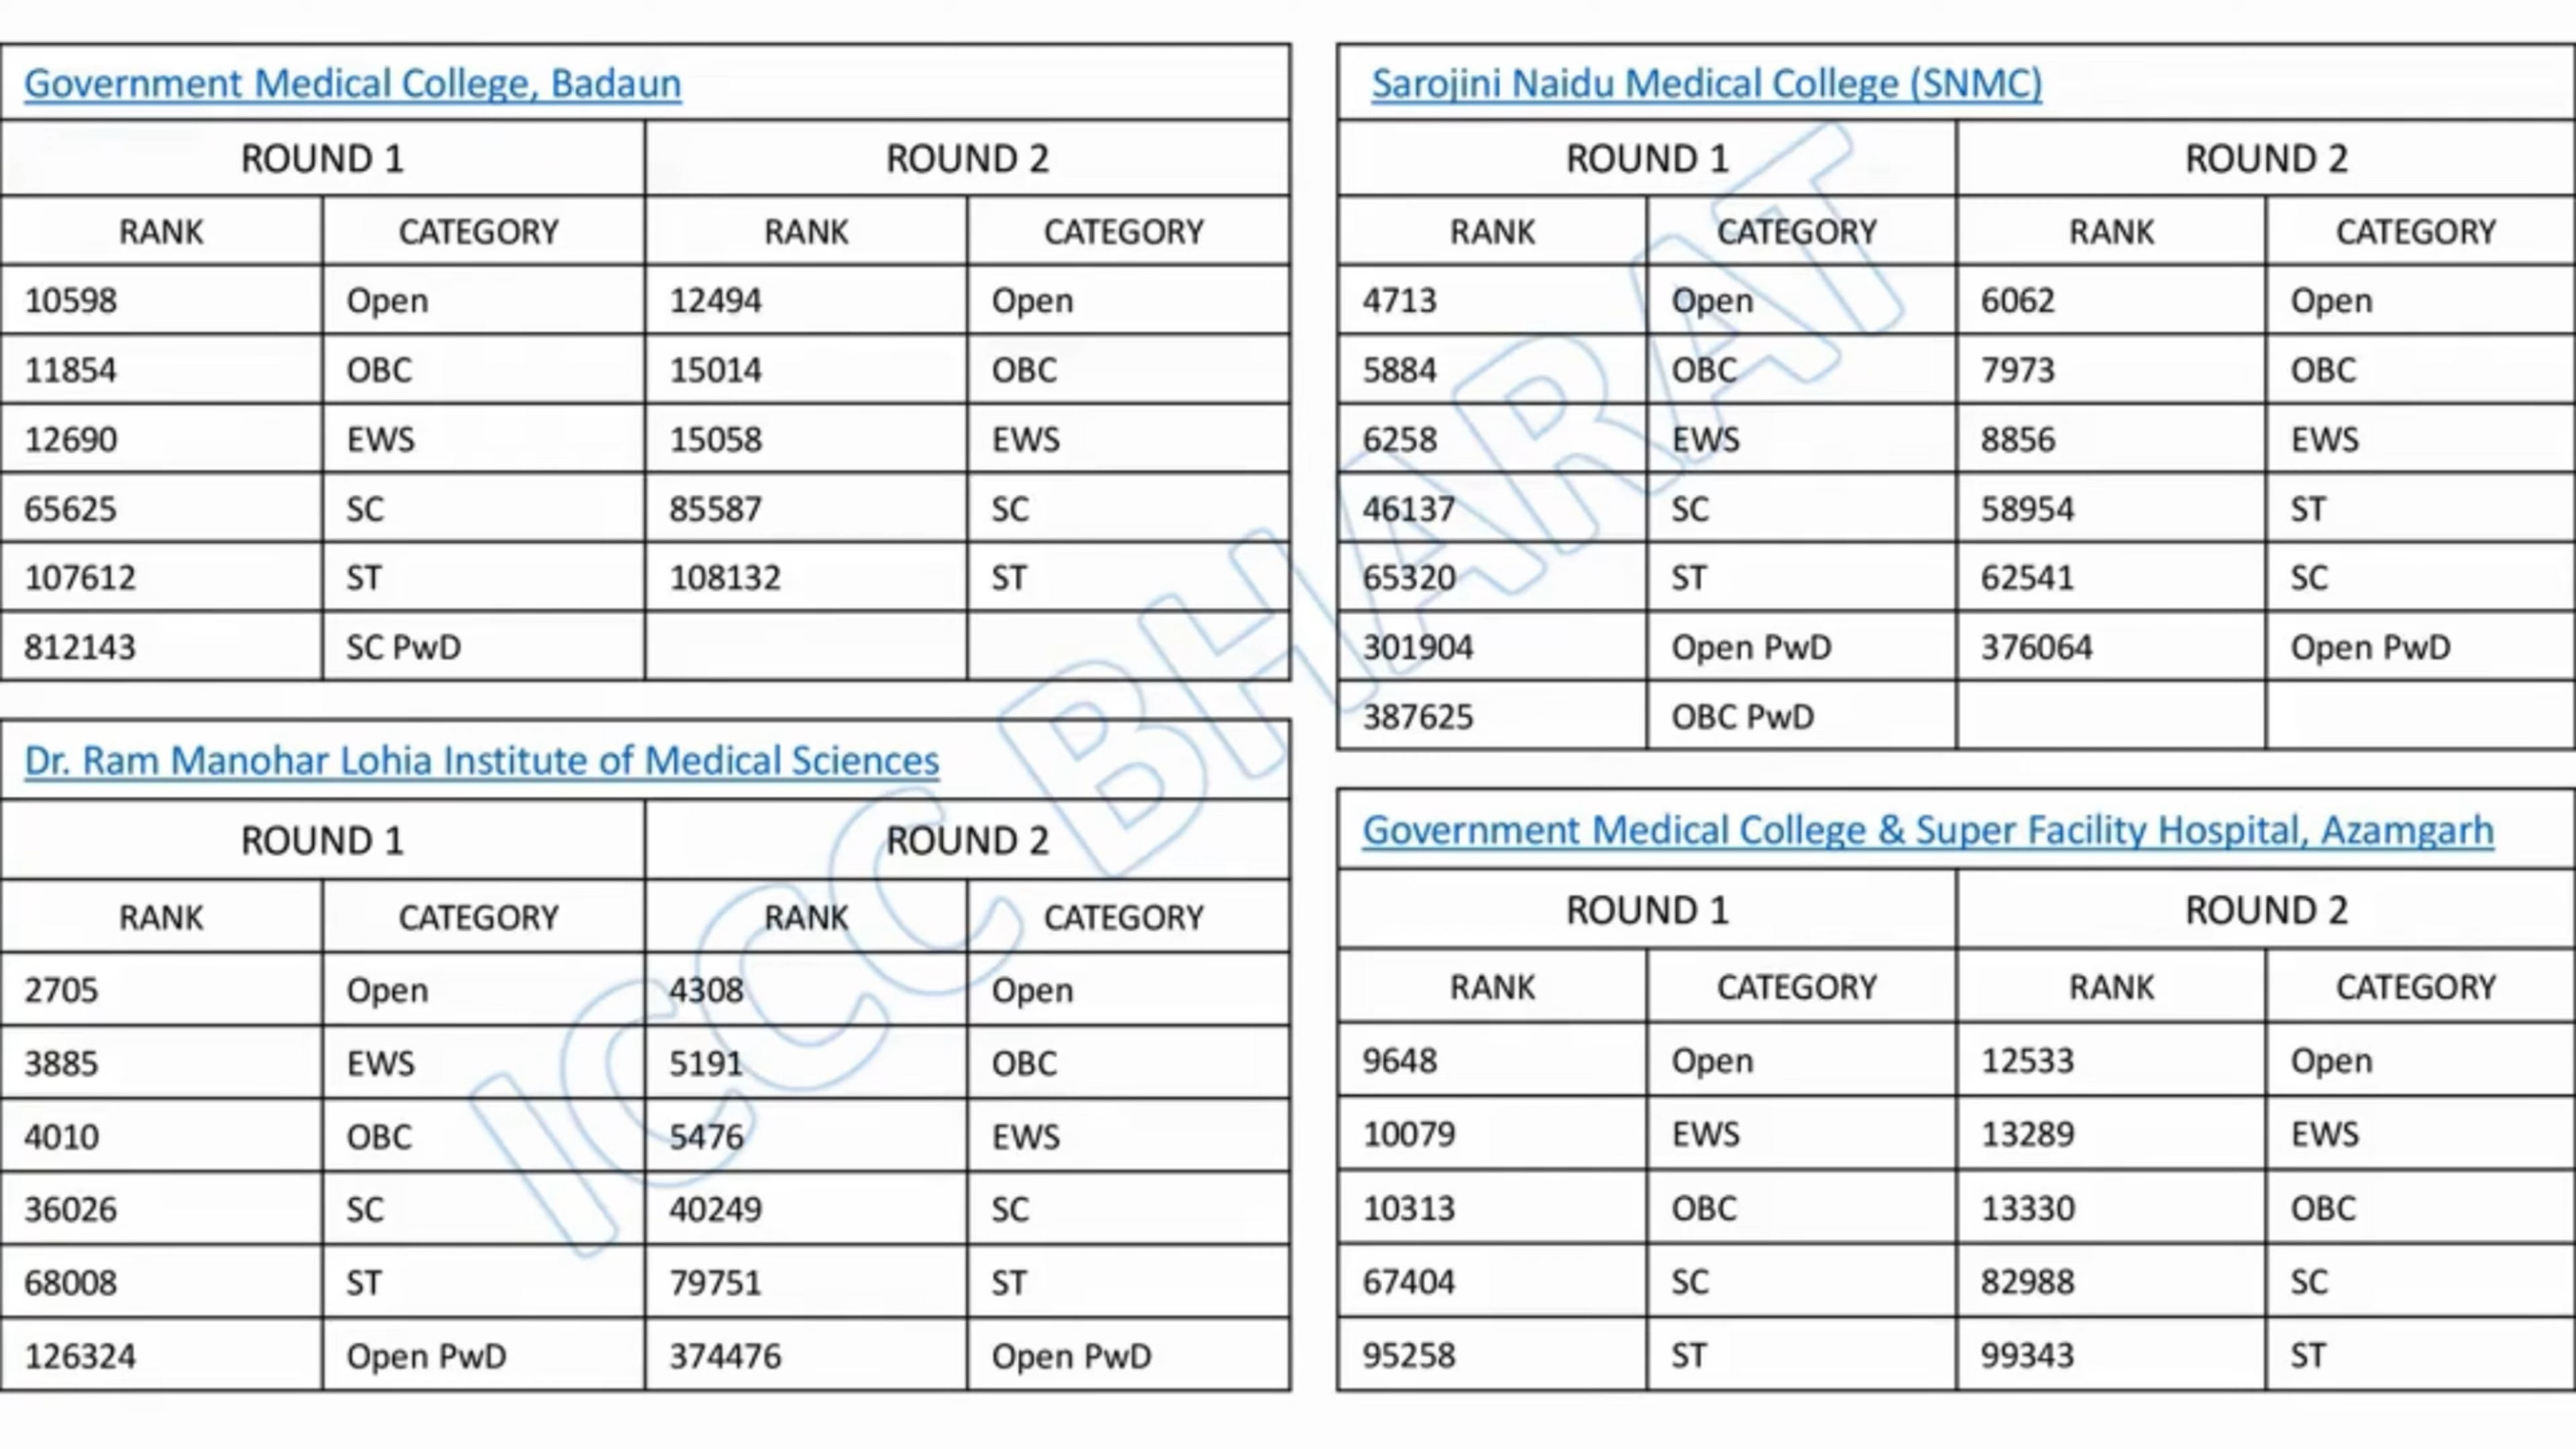 Government Medical College, Badaun
ROUND 1 ROUND 2
RANK CATEGORY RANK CATEGORY
10598 Open 12494 Open
11854 OBC 15014 OBC
12690 EWS 15058 EWS
65625 SC 85587 SC
107612 ST 108132 ST
812143 SC PwD
Dr. Ram Manohar Lohia Institute of Medical Sciences
ROUND 1 ROUND 2
RANK CATEGORY RANK CATEGORY
2705 Open 4308 Open
3885 EWS 5191 OBC
4010 OBC 5476 EWS
36026 SC 40249 SC
68008 ST 79751 ST
126324 Open PwD 374476 Open PwD
Sarojini Naidu Medical College (SNMC)
ROUND 1 ROUND 2
RANK CATEGORY RANK CATEGORY
4713 Open 6062 Open
5884 OBC 7973 OBC
6258 EWS 8856 EWS
46137 SC 58954 ST
65320 ST 62541 SC
301904 Open PwD 376064 Open PwD
387625 OBC PwD
Government Medical College & Super Facility Hospital, Azamgarh
ROUND 1 ROUND 2
RANK CATEGORY RANK CATEGORY
9648 Open 12533 Open
10079 EWS 13289 EWS
10313 OBC 13330 OBC
67404 SC 82988 SC
95258 ST 99343 ST
ICCC BHARAT